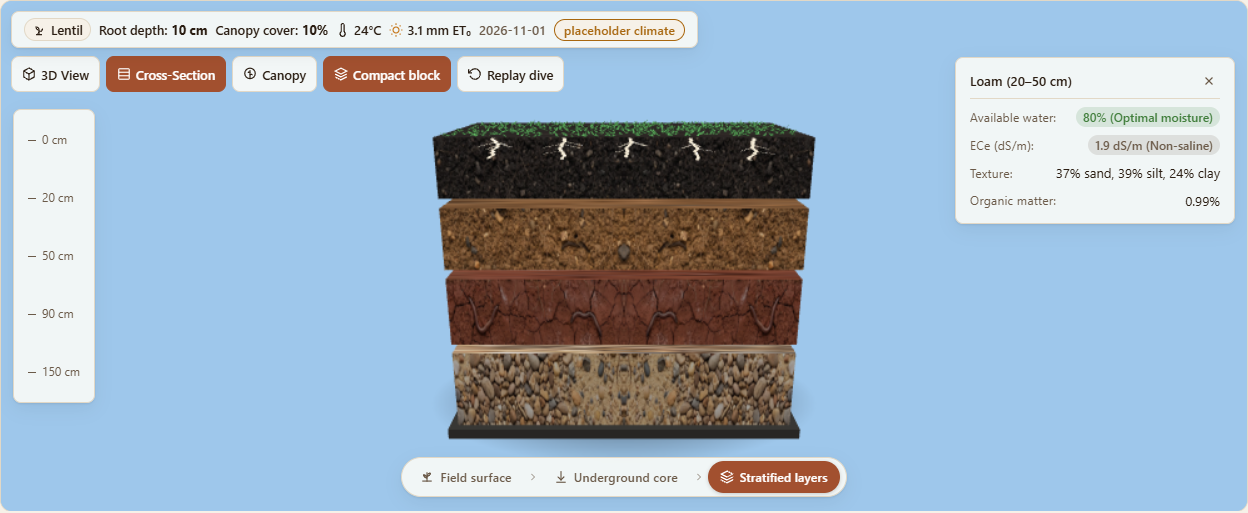 Lentil Root depth: 10 cm Canopy cover: 10% 24°C 3.1 mm ET₀ 2026-11-01 placeholder climate
3D View Cross-Section Canopy Compact block Replay dive
Loam (20–50 cm) ×
Available water: 80% (Optimal moisture)
ECe (dS/m): 1.9 dS/m (Non-saline)
Texture: 37% sand, 39% silt, 24% clay
Organic matter: 0.99%
— 0 cm
— 20 cm
— 50 cm
— 90 cm
— 150 cm
Field surface › Underground core › Stratified layers